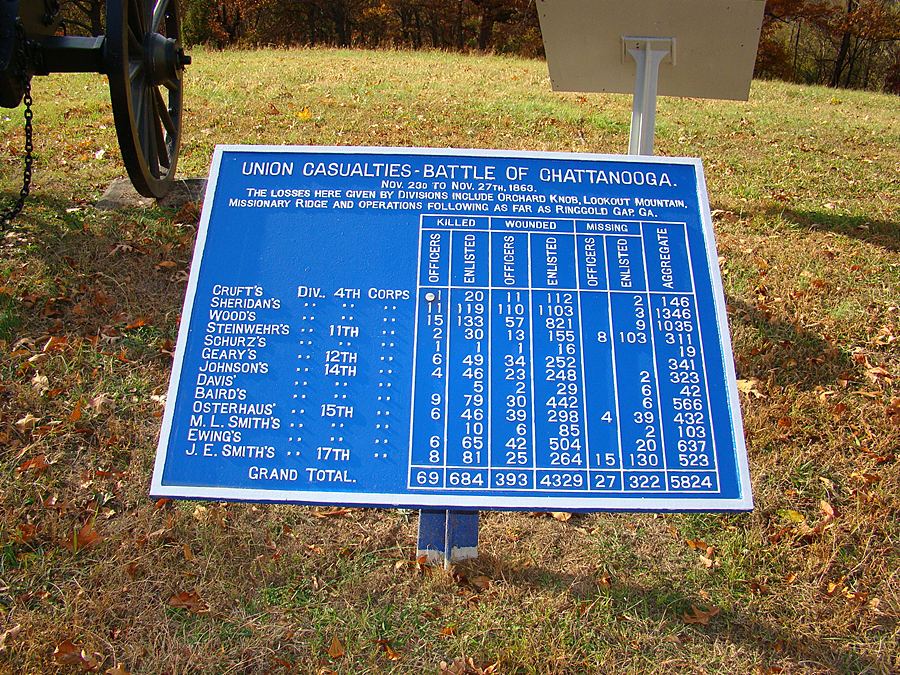 UNION CASUALTIES - BATTLE OF CHATTANOOGA.
NOV. 23D TO NOV. 27TH, 1863.
THE LOSSES HERE GIVEN BY DIVISIONS INCLUDE ORCHARD KNOB, LOOKOUT MOUNTAIN,
MISSIONARY RIDGE AND OPERATIONS FOLLOWING AS FAR AS RINGGOLD GAP, GA.
KILLED WOUNDED MISSING
OFFICERS ENLISTED OFFICERS ENLISTED OFFICERS ENLISTED AGGREGATE
CRUFT'S DIV.. 4TH CORPS 1 20 11 112 2 146
SHERIDAN'S " " " 11 119 110 1103 3 1346
WOOD'S " " " 15 133 57 821 9 1035
STEINWEHR'S " 11TH " 2 30 13 155 8 103 311
SCHURZ'S " " " 1 1 1 16 19
GEARY'S " 12TH " 6 49 34 252 341
JOHNSON'S " 14TH " 4 46 23 248 2 323
DAVIS' " " " 5 2 29 6 42
BAIRD'S " " " 9 79 30 442 6 566
OSTERHAUS' " 15TH " 6 46 39 298 4 39 432
M. L. SMITH'S " " " 10 6 85 2 103
EWING'S " " " 6 65 42 504 20 637
J. E. SMITH'S " 17TH " 8 81 25 264 15 130 523
GRAND TOTAL. 69 684 393 4329 27 322 5824